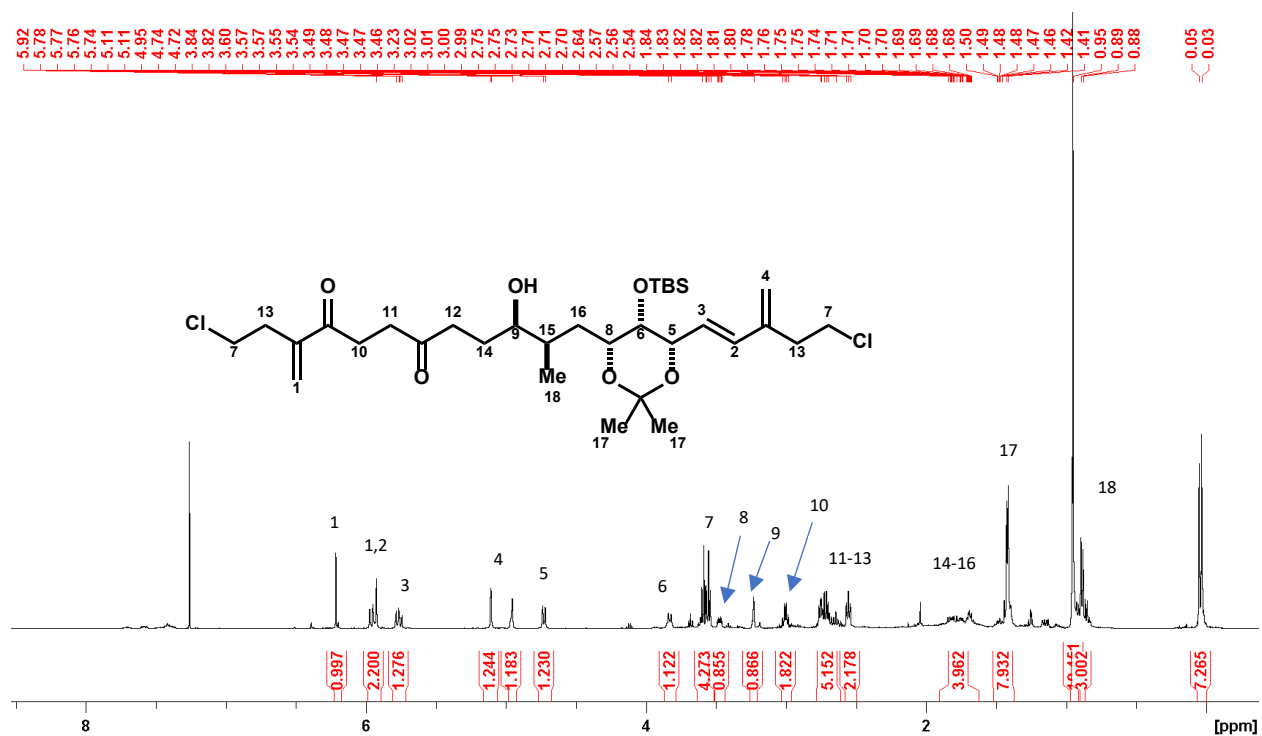 5.92 5.78 5.77 5.76 5.74 5.11 5.11 4.95 4.74 4.72 3.84 3.82 3.60 3.57 3.57 3.55 3.54 3.49 3.48 3.47 3.47 3.46 3.23 3.02 3.01 3.00 2.99 2.75 2.75 2.73 2.71 2.71 2.70 2.64 2.57 2.56 2.54 1.84 1.83 1.82 1.82 1.81 1.80 1.78 1.76 1.75 1.75 1.74 1.71 1.71 1.70 1.70 1.69 1.69 1.68 1.68 1.50 1.49 1.48 1.48 1.47 1.46 1.42 1.41 0.95 0.89 0.88 0.05 0.03
O OH OTBS 4
Cl 13 11 12 16 3 7
7 10 14 9 15 8 6 5 2 13 Cl
1 O Me 18 O O
Me Me
17 17
17
18
1 1,2 3 4 5 6 7 8 9 10 11-13 14-16
0.997 2.200 1.276 1.244 1.183 1.230 1.122 4.273 0.855 0.866 1.822 5.152 2.178 3.962 7.932 3.002 7.265
8 6 4 2 [ppm]